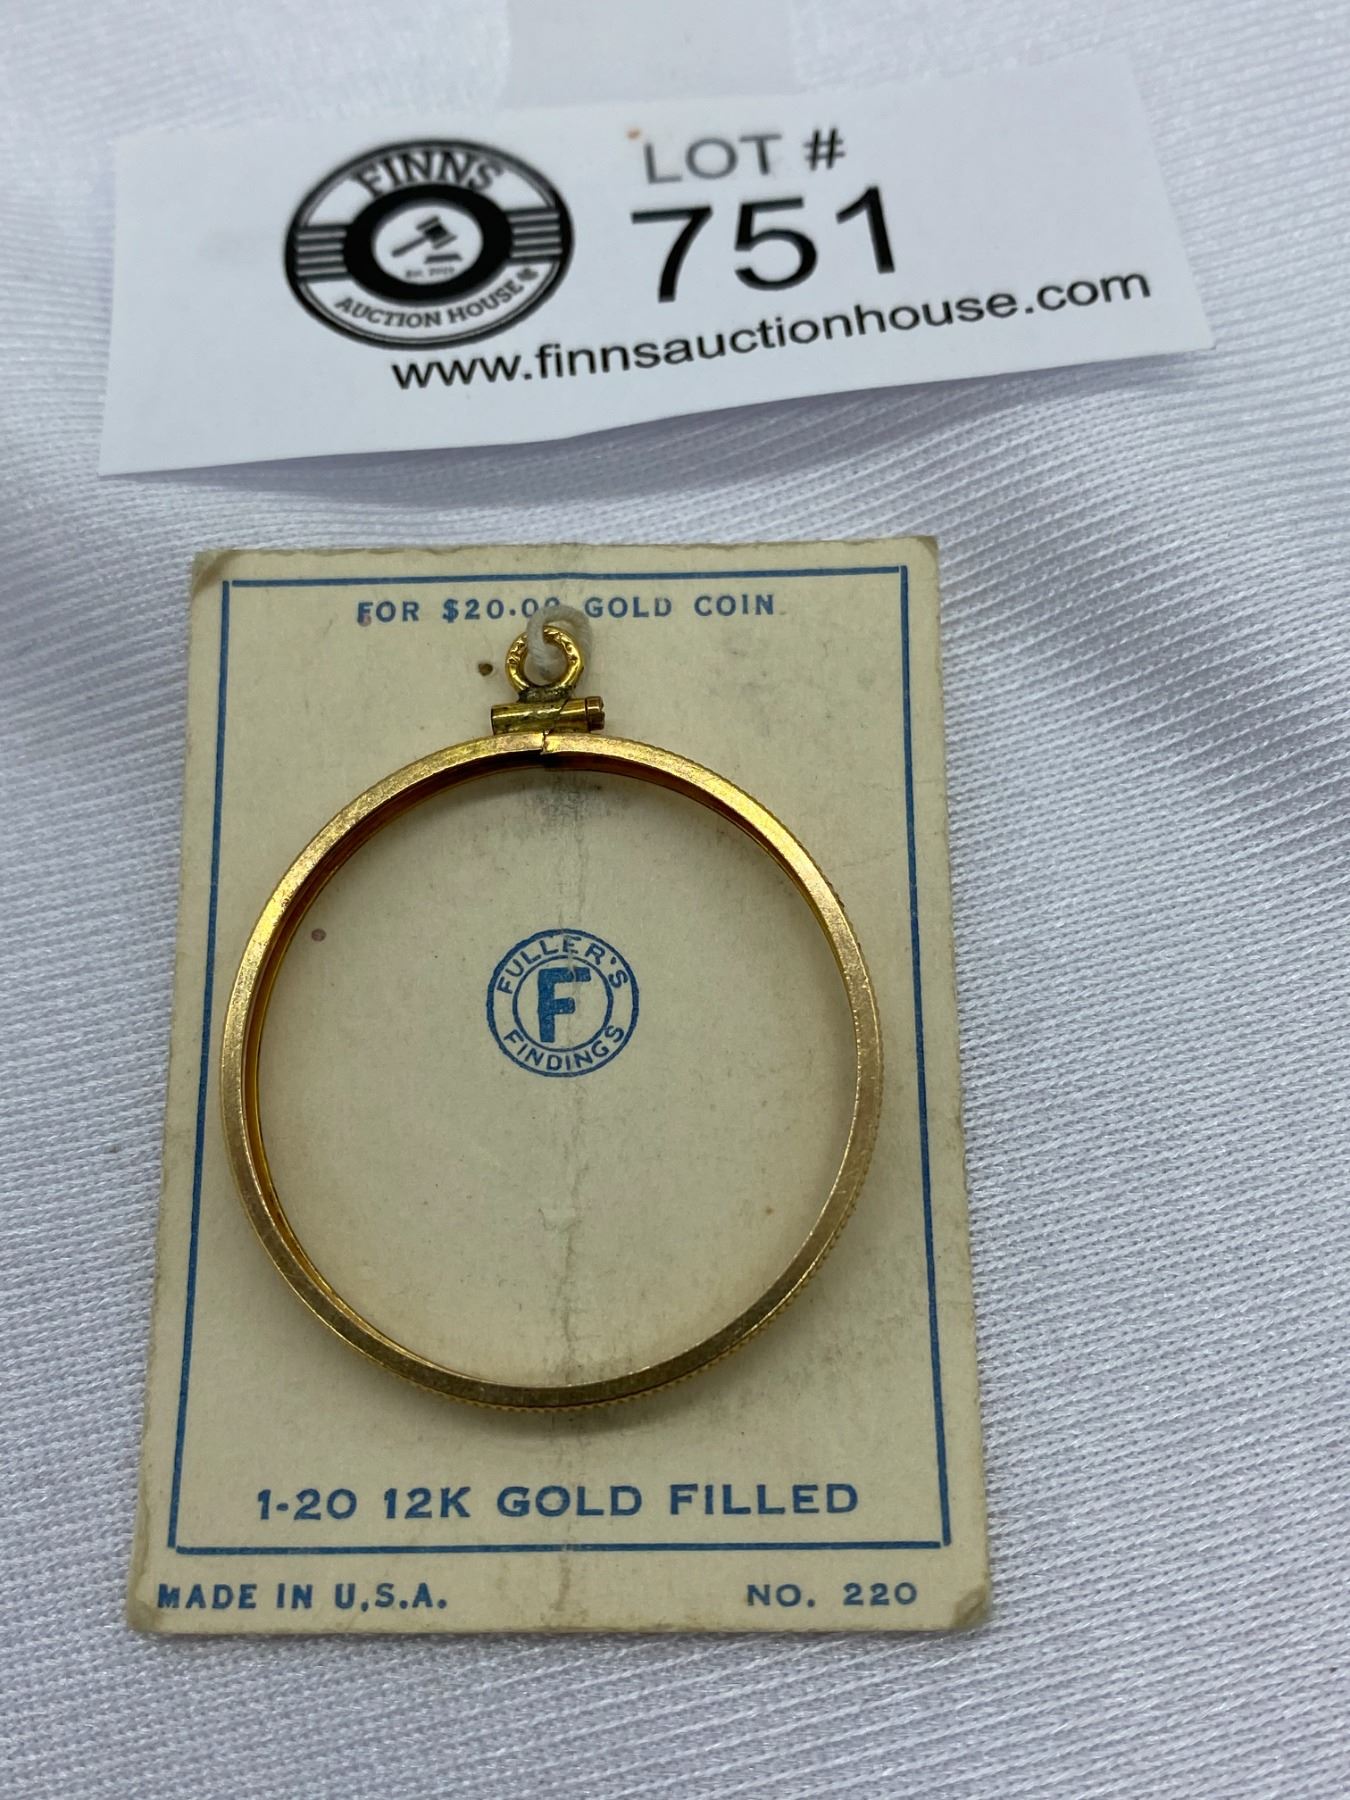 FINNS
AUCTION HOUSE
LOT #
751
www.finnsauctionhouse.com
FOR $20.00 GOLD COIN
FULLER'S
F
FINDINGS
1-20 12K GOLD FILLED
MADE IN U.S.A.
NO. 220